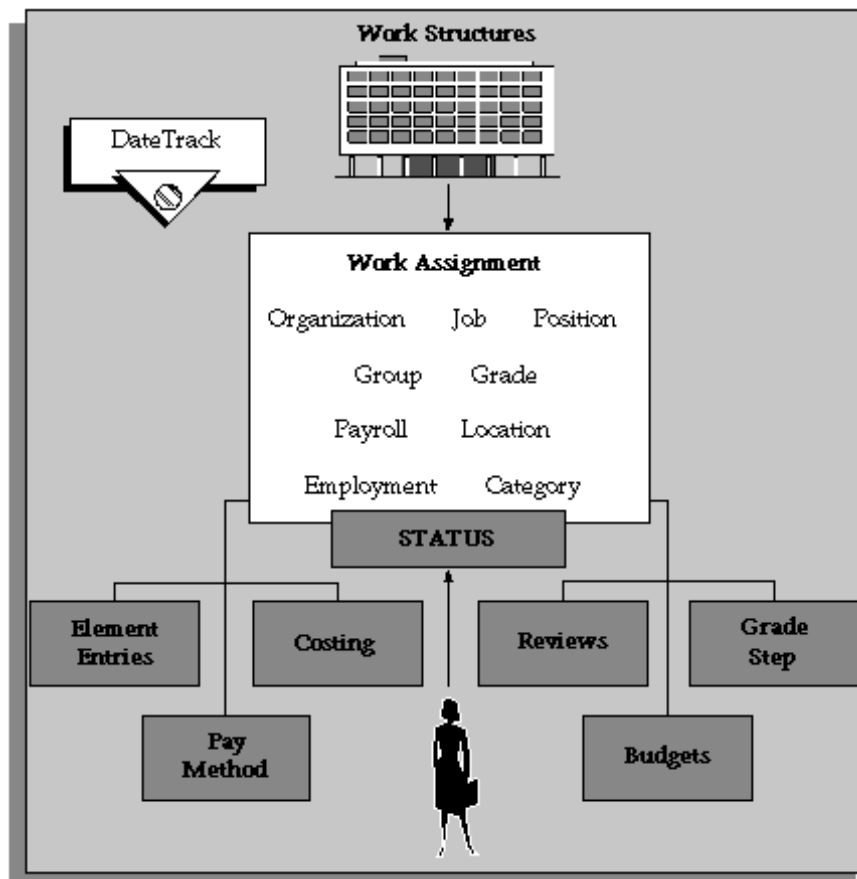 Work Structures
DateTrack
Work Assignment
Organization Job Position
Group Grade
Payroll Location
Employment Category
STATUS
Element
Entries
Costing
Reviews
Grade
Step
Pay
Method
Budgets